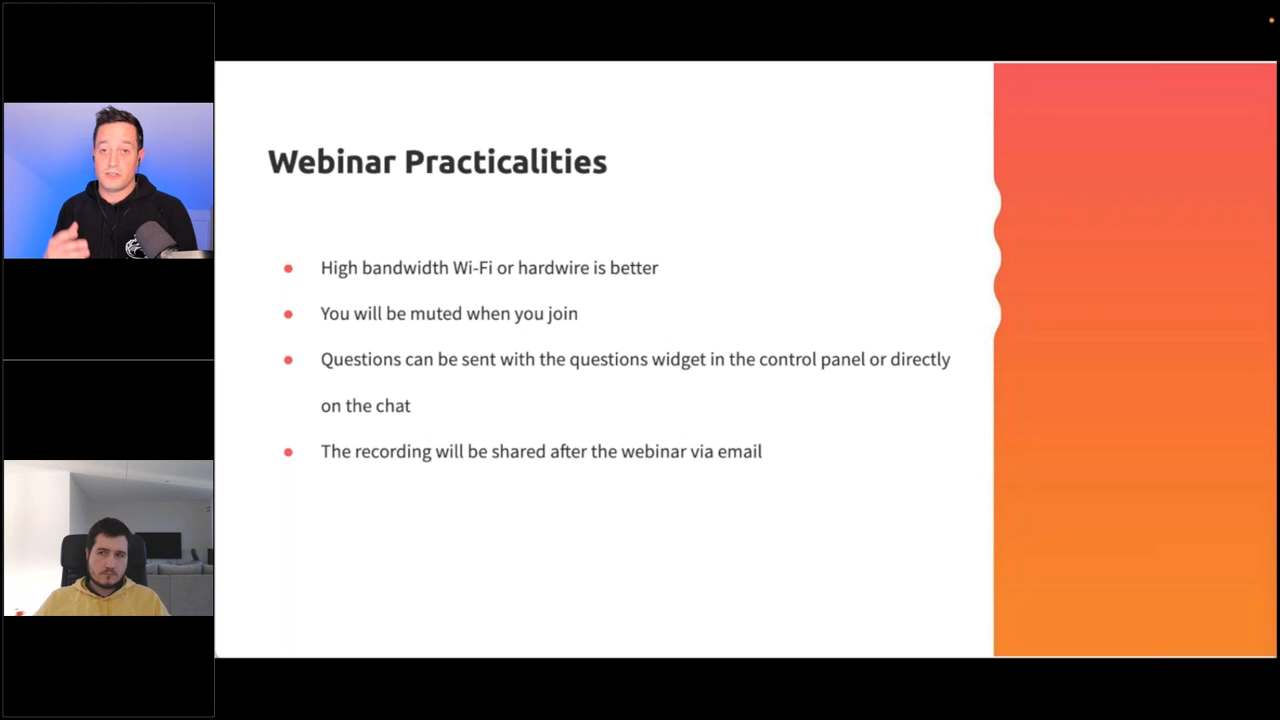 Webinar Practicalities
● High bandwidth Wi-Fi or hardwire is better
● You will be muted when you join
● Questions can be sent with the questions widget in the control panel or directly
on the chat
● The recording will be shared after the webinar via email